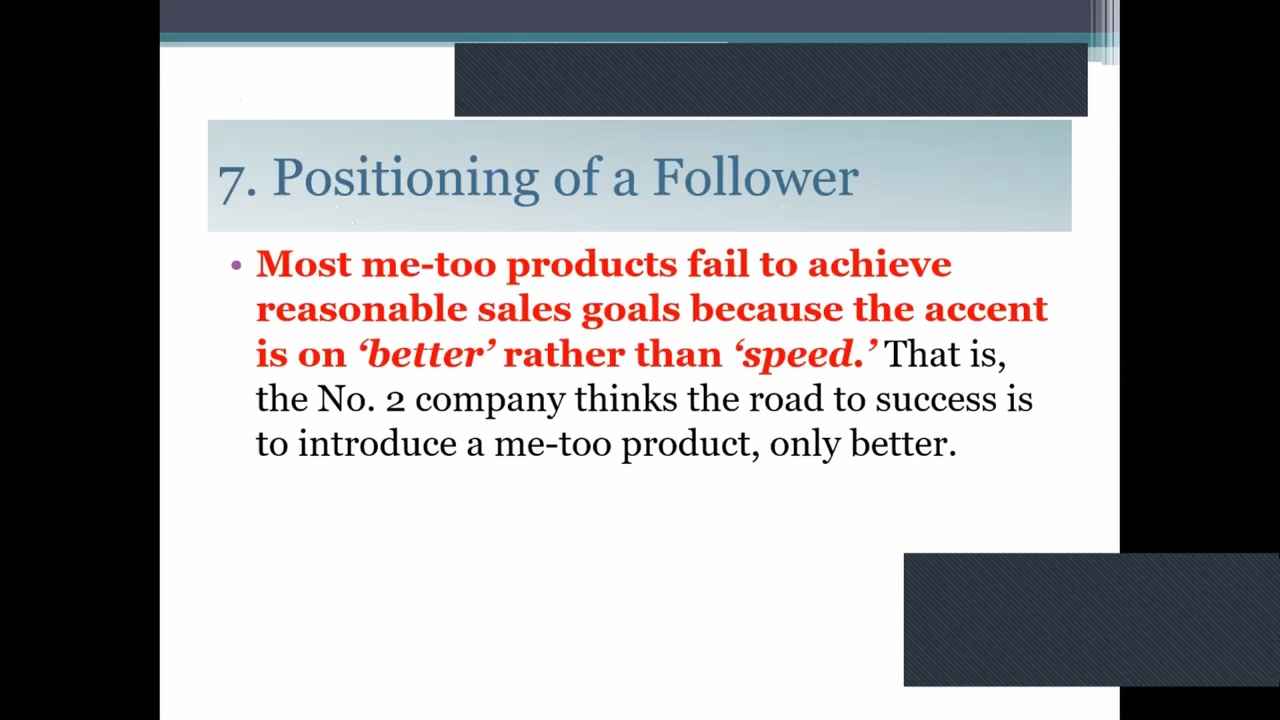 7. Positioning of a Follower
• Most me-too products fail to achieve
reasonable sales goals because the accent
is on ‘better’ rather than ‘speed.’ That is,
the No. 2 company thinks the road to success is
to introduce a me-too product, only better.